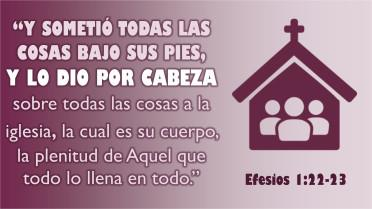 “Y SOMETIÓ TODAS LAS
COSAS BAJO SUS PIES,
Y LO DIO POR CABEZA
sobre todas las cosas a la
iglesia, la cual es su cuerpo,
la plenitud de Aquel que
todo lo llena en todo.”
Efesios 1:22-23